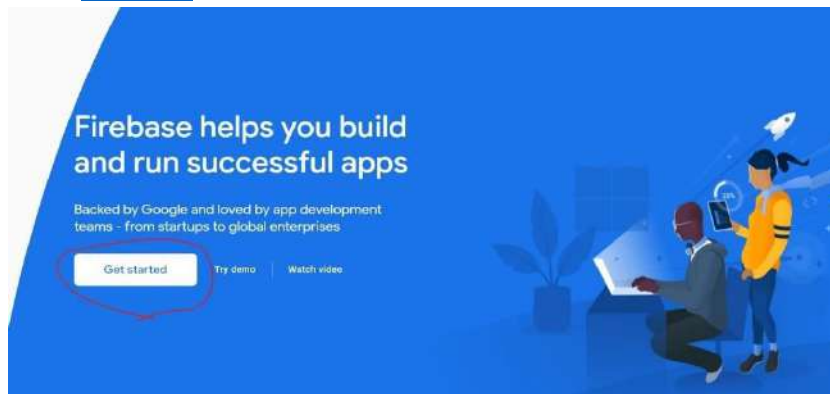 Firebase helps you build
and run successful apps
Backed by Google and loved by app development
teams - from startups to global enterprises
Get started
Try demo
Watch video